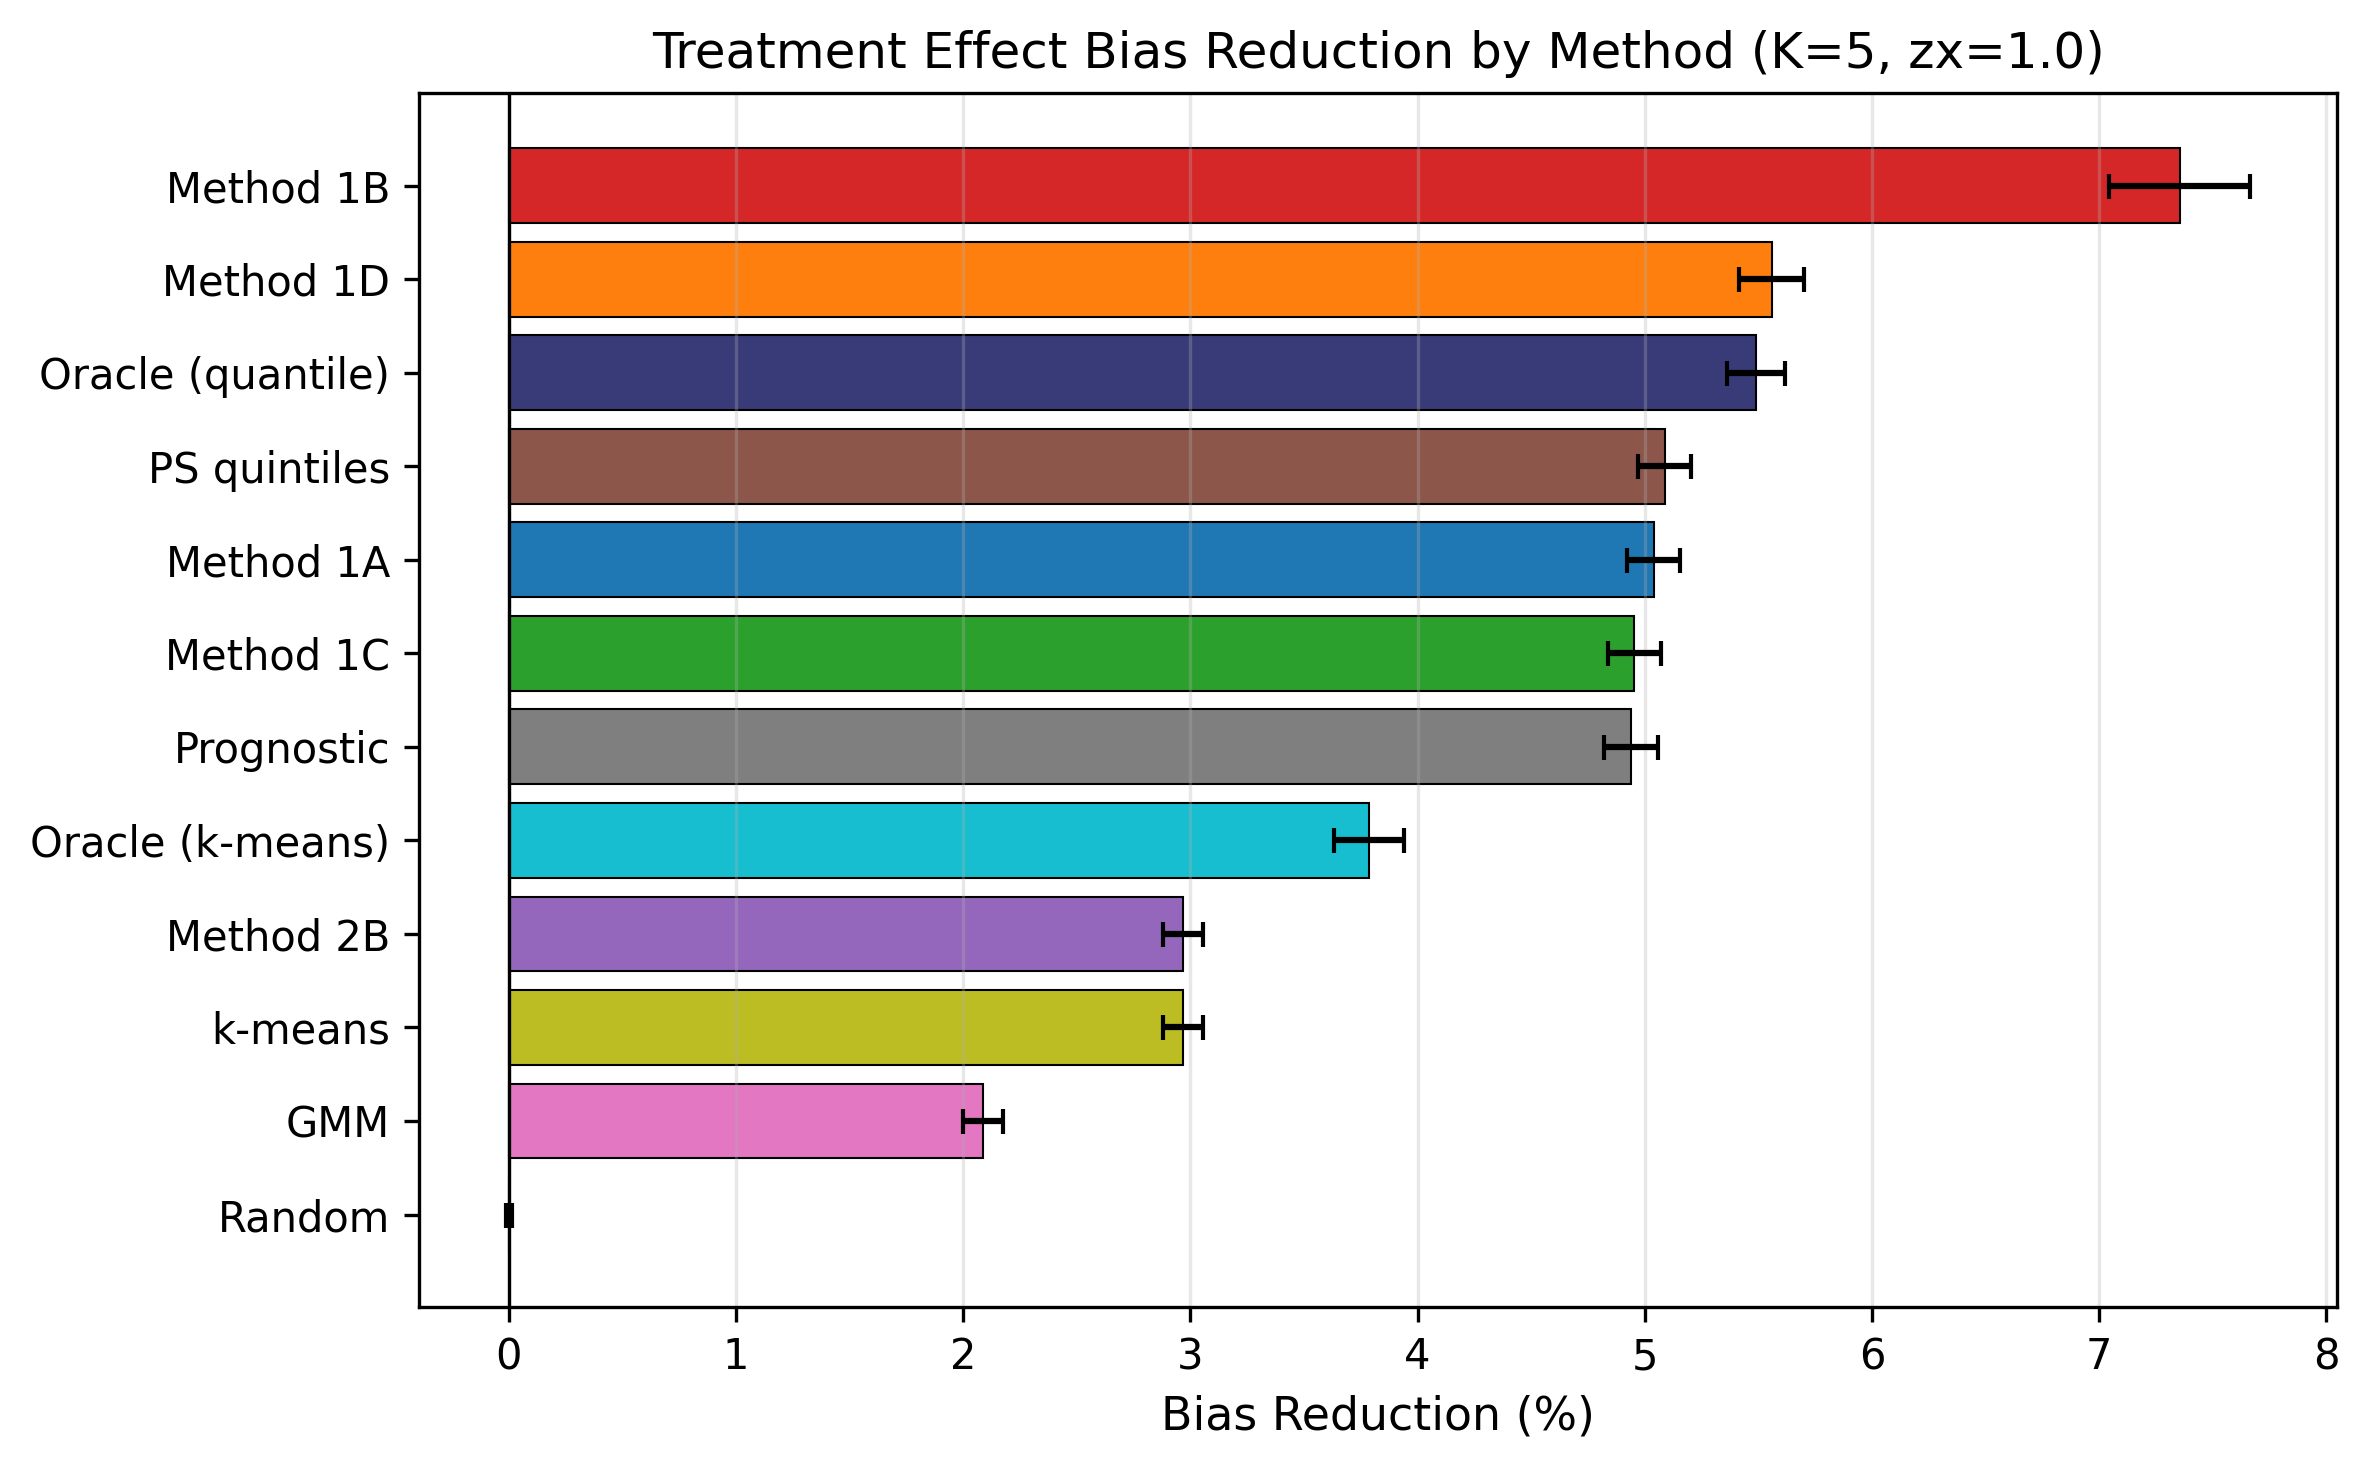 Treatment Effect Bias Reduction by Method (K=5, zx=1.0)
Method 1B
Method 1D
Oracle (quantile)
PS quintiles
Method 1A
Method 1C
Prognostic
Oracle (k-means)
Method 2B
k-means
GMM
Random
0 1 2 3 4 5 6 7 8
Bias Reduction (%)